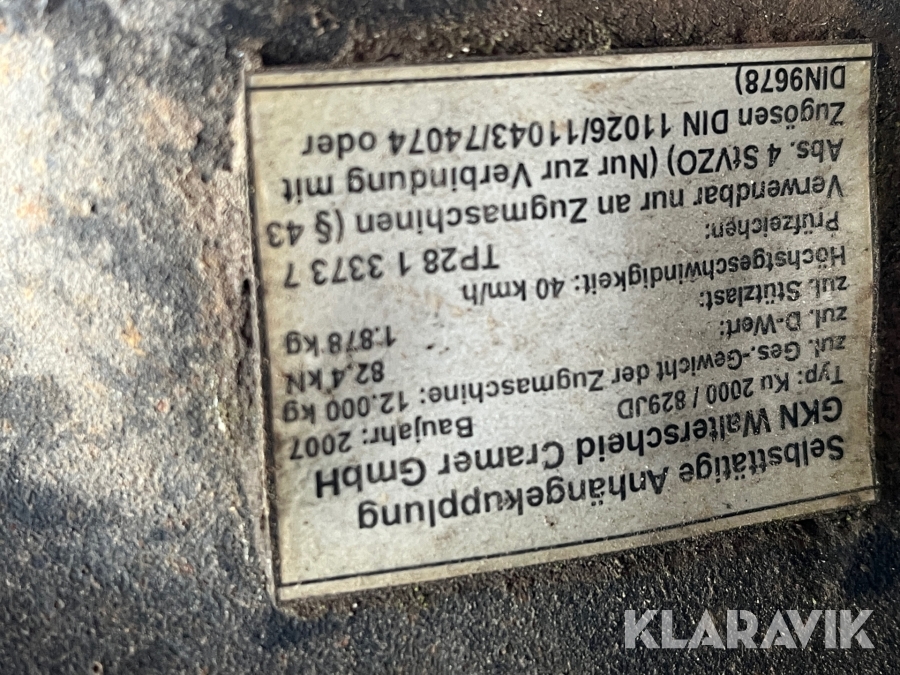 Selbsttätige Anhängekupplung
GKN Walterscheid Cramer GmbH
Typ: Ku 2000 / 829JD Baujahr: 2007
zul. Ges.-Gewicht der Zugmaschine: 12.000 kg
zul. D-Wert: 82,4 kN
zul. Stützlast: 1.878 kg
Höchstgeschwindigkeit: 40 km/h
Prüfzeichen: TP28 1 3373 7
Verwendbar nur an Zugmaschinen (§ 43
Abs. 4 StVZO) (Nur zur Verbindung mit
Zugösen DIN 11026/11043/74074 oder
DIN9678)
KLARAVIK